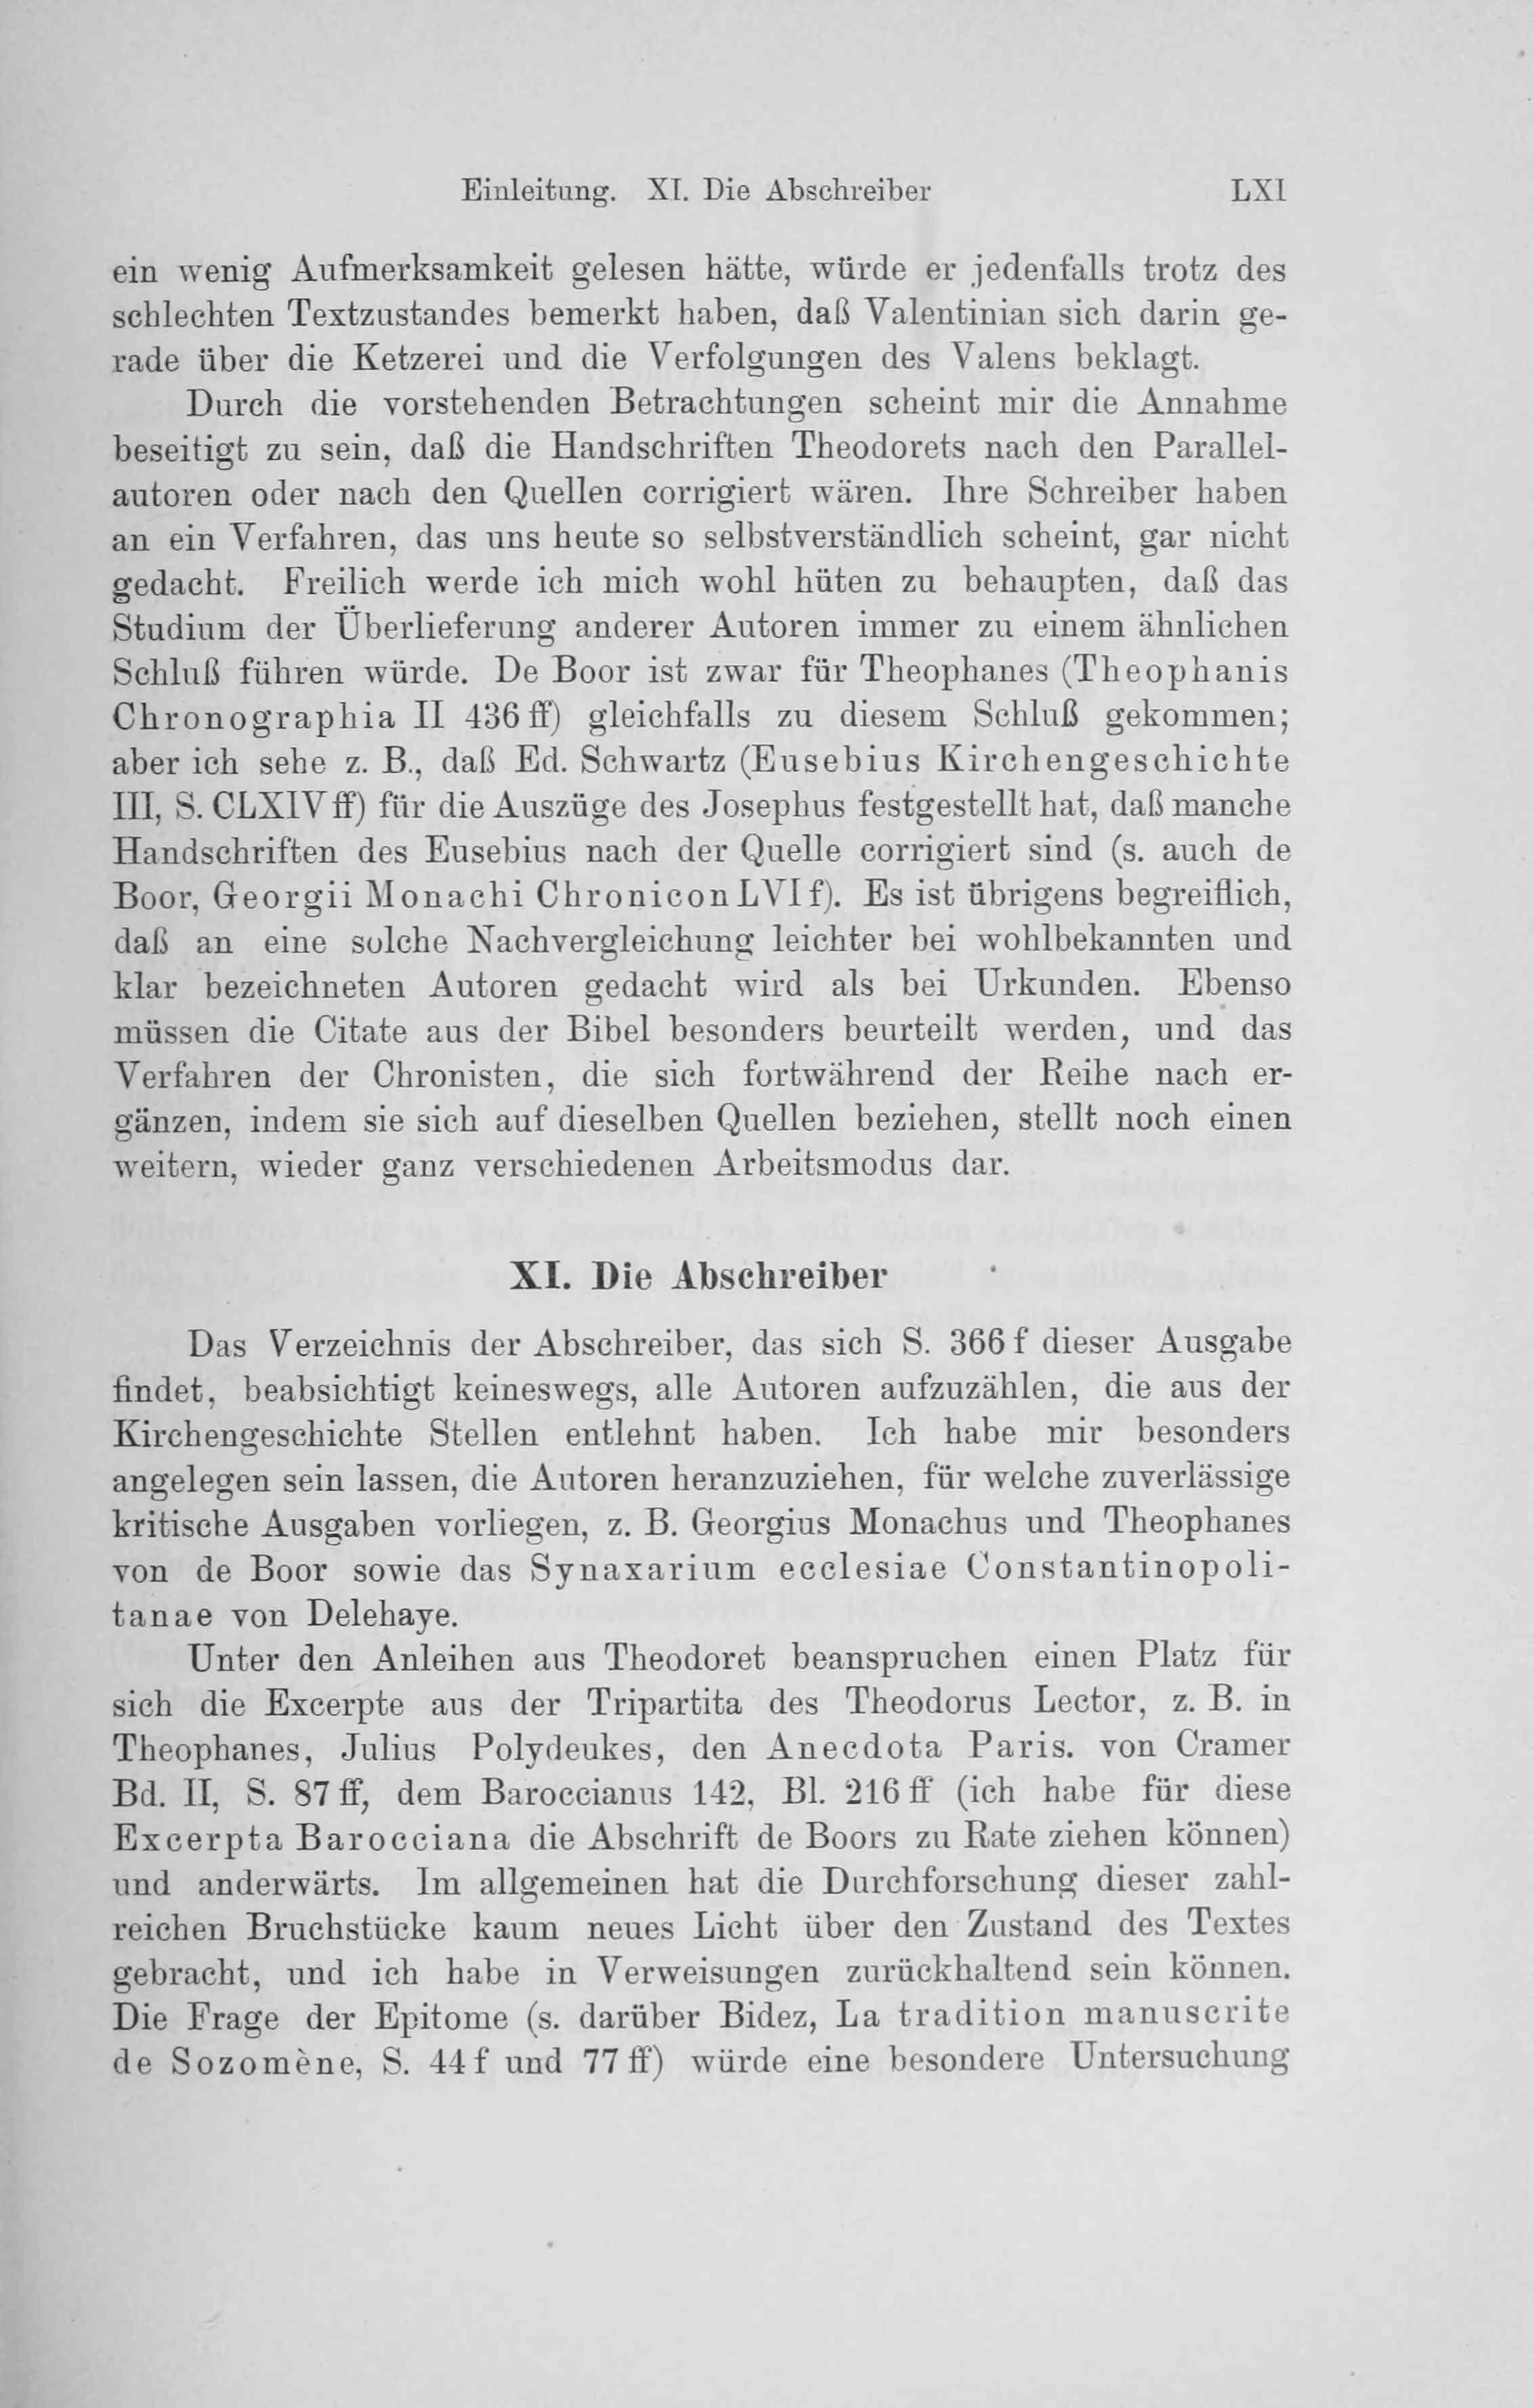 Einleitung. XI. Die Abschreiber LXI
ein wenig Aufmerksamkeit gelesen hätte, würde er jedenfalls trotz des
schlechten Textzustandes bemerkt haben, daß Valentinian sich darin ge-
rade über die Ketzerei und die Verfolgungen des Valens beklagt.
Durch die vorstehenden Betrachtungen scheint mir die Annahme
beseitigt zu sein, daß die Handschriften Theodorets nach den Parallel-
autoren oder nach den Quellen corrigiert wären. Ihre Schreiber haben
an ein Verfahren, das uns heute so selbstverständlich scheint, gar nicht
gedacht. Freilich werde ich mich wohl hüten zu behaupten, daß das
Studium der Überlieferung anderer Autoren immer zu einem ähnlichen
Schluß führen würde. De Boor ist zwar für Theophanes (Theophanis
Chronographia II 436 ff) gleichfalls zu diesem Schluß gekommen;
aber ich sehe z. B., daß Ed. Schwartz (Eusebius Kirchengeschichte
III, S. CLXIV ff) für die Auszüge des Josephus festgestellt hat, daß manche
Handschriften des Eusebius nach der Quelle corrigiert sind (s. auch de
Boor, Georgii Monachi Chronicon LVI f). Es ist übrigens begreiflich,
daß an eine solche Nachvergleichung leichter bei wohlbekannten und
klar bezeichneten Autoren gedacht wird als bei Urkunden. Ebenso
müssen die Citate aus der Bibel besonders beurteilt werden, und das
Verfahren der Chronisten, die sich fortwährend der Reihe nach er-
gänzen, indem sie sich auf dieselben Quellen beziehen, stellt noch einen
weitern, wieder ganz verschiedenen Arbeitsmodus dar.
XI. Die Abschreiber
Das Verzeichnis der Abschreiber, das sich S. 366 f dieser Ausgabe
findet, beabsichtigt keineswegs, alle Autoren aufzuzählen, die aus der
Kirchengeschichte Stellen entlehnt haben. Ich habe mir besonders
angelegen sein lassen, die Autoren heranzuziehen, für welche zuverlässige
kritische Ausgaben vorliegen, z. B. Georgius Monachus und Theophanes
von de Boor sowie das Synaxarium ecclesiae Constantinopoli-
tanae von Delehaye.
Unter den Anleihen aus Theodoret beanspruchen einen Platz für
sich die Excerpte aus der Tripartita des Theodorus Lector, z. B. in
Theophanes, Julius Polydeukes, den Anecdota Paris. von Cramer
Bd. II, S. 87 ff, dem Baroccianus 142, Bl. 216 ff (ich habe für diese
Excerpta Barocciana die Abschrift de Boors zu Rate ziehen können)
und anderwärts. Im allgemeinen hat die Durchforschung dieser zahl-
reichen Bruchstücke kaum neues Licht über den Zustand des Textes
gebracht, und ich habe in Verweisungen zurückhaltend sein können.
Die Frage der Epitome (s. darüber Bidez, La tradition manuscrite
de Sozomène, S. 44 f und 77 ff) würde eine besondere Untersuchung